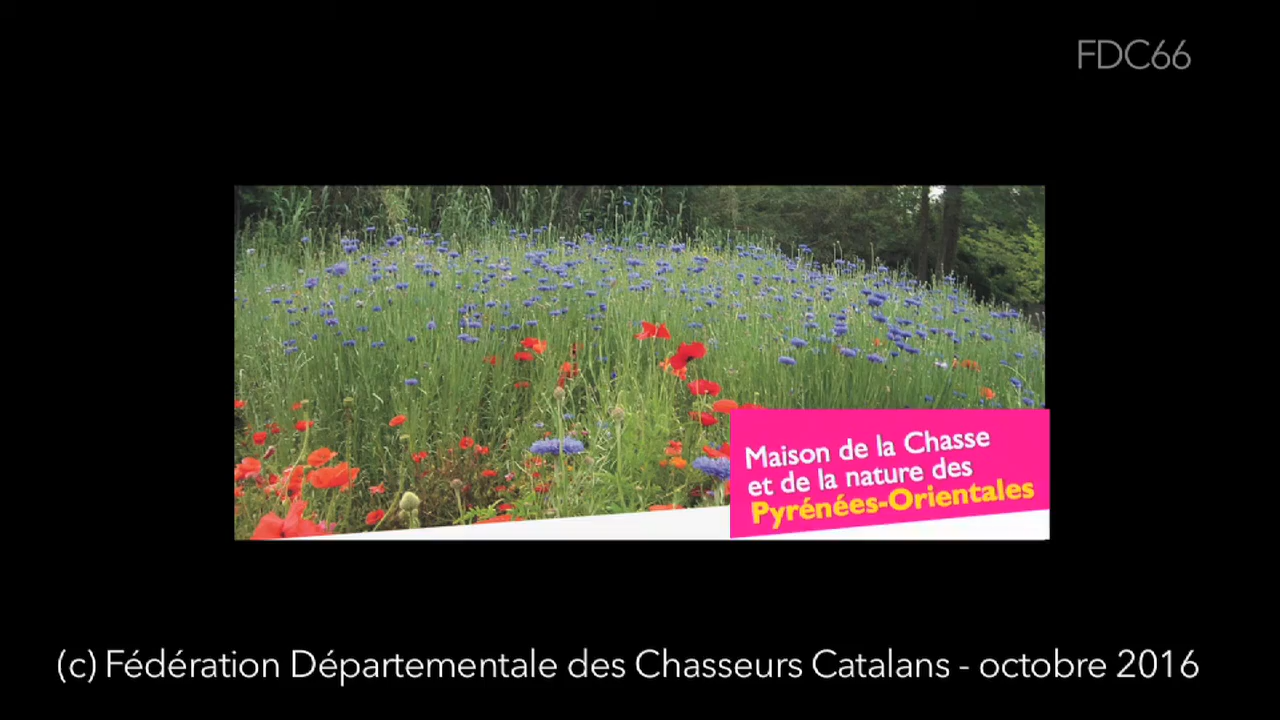 FDC66
Maison de la Chasse
et de la nature des
Pyrénées-Orientales
(c) Fédération Départementale des Chasseurs Catalans - octobre 2016